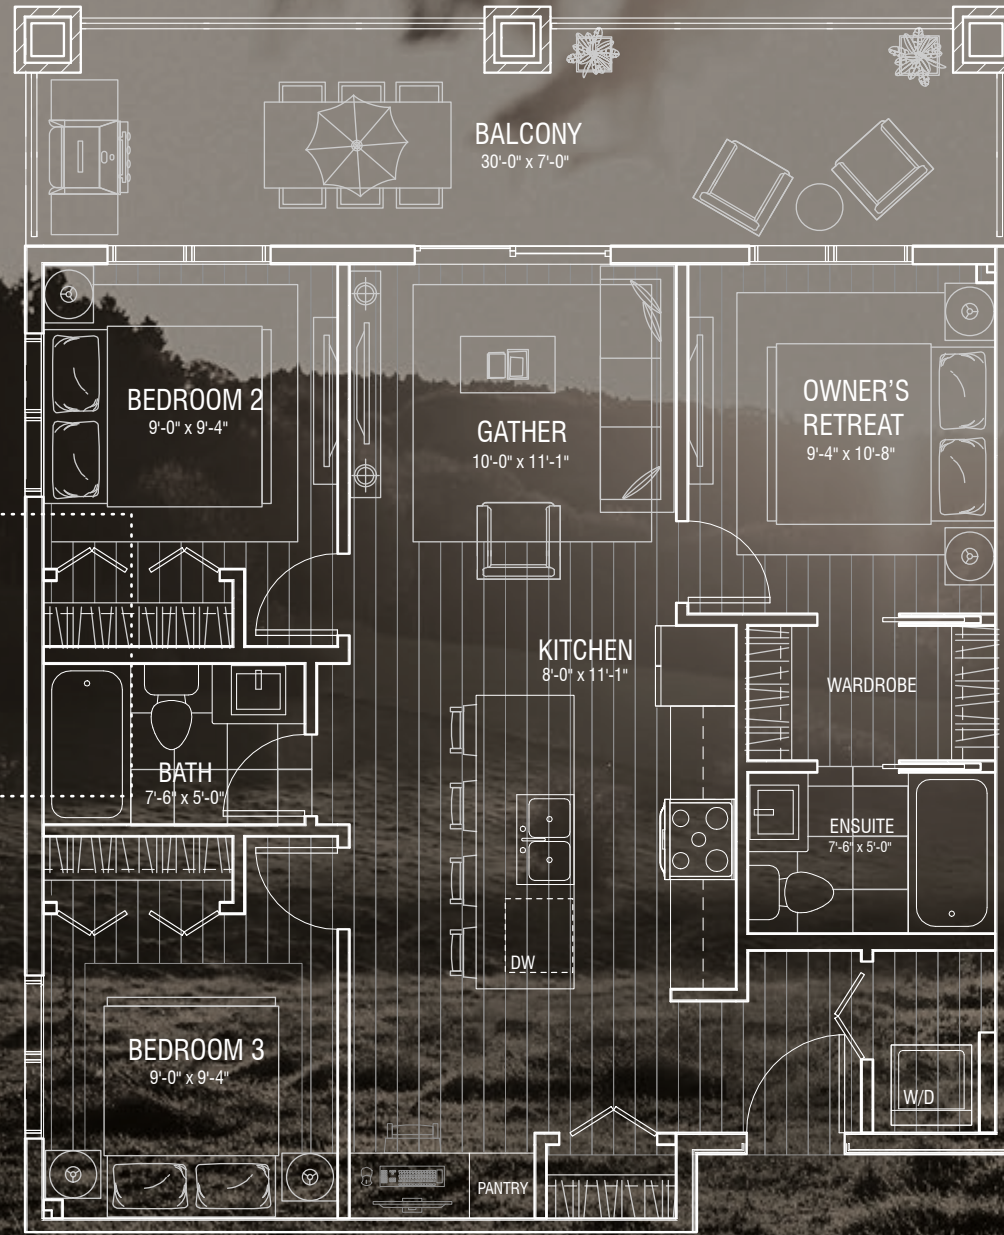 BALCONY
30'-0" x 7'-0"
BEDROOM 2
9'-0" x 9'-4"
GATHER
10'-0" x 11'-1"
OWNER'S
RETREAT
9'-4" x 10'-8"
KITCHEN
8'-0" x 11'-1"
WARDROBE
BATH
7'-6" x 5'-0"
ENSUITE
7'-6" x 5'-0"
DW
BEDROOM 3
9'-0" x 9'-4"
W/D
PANTRY